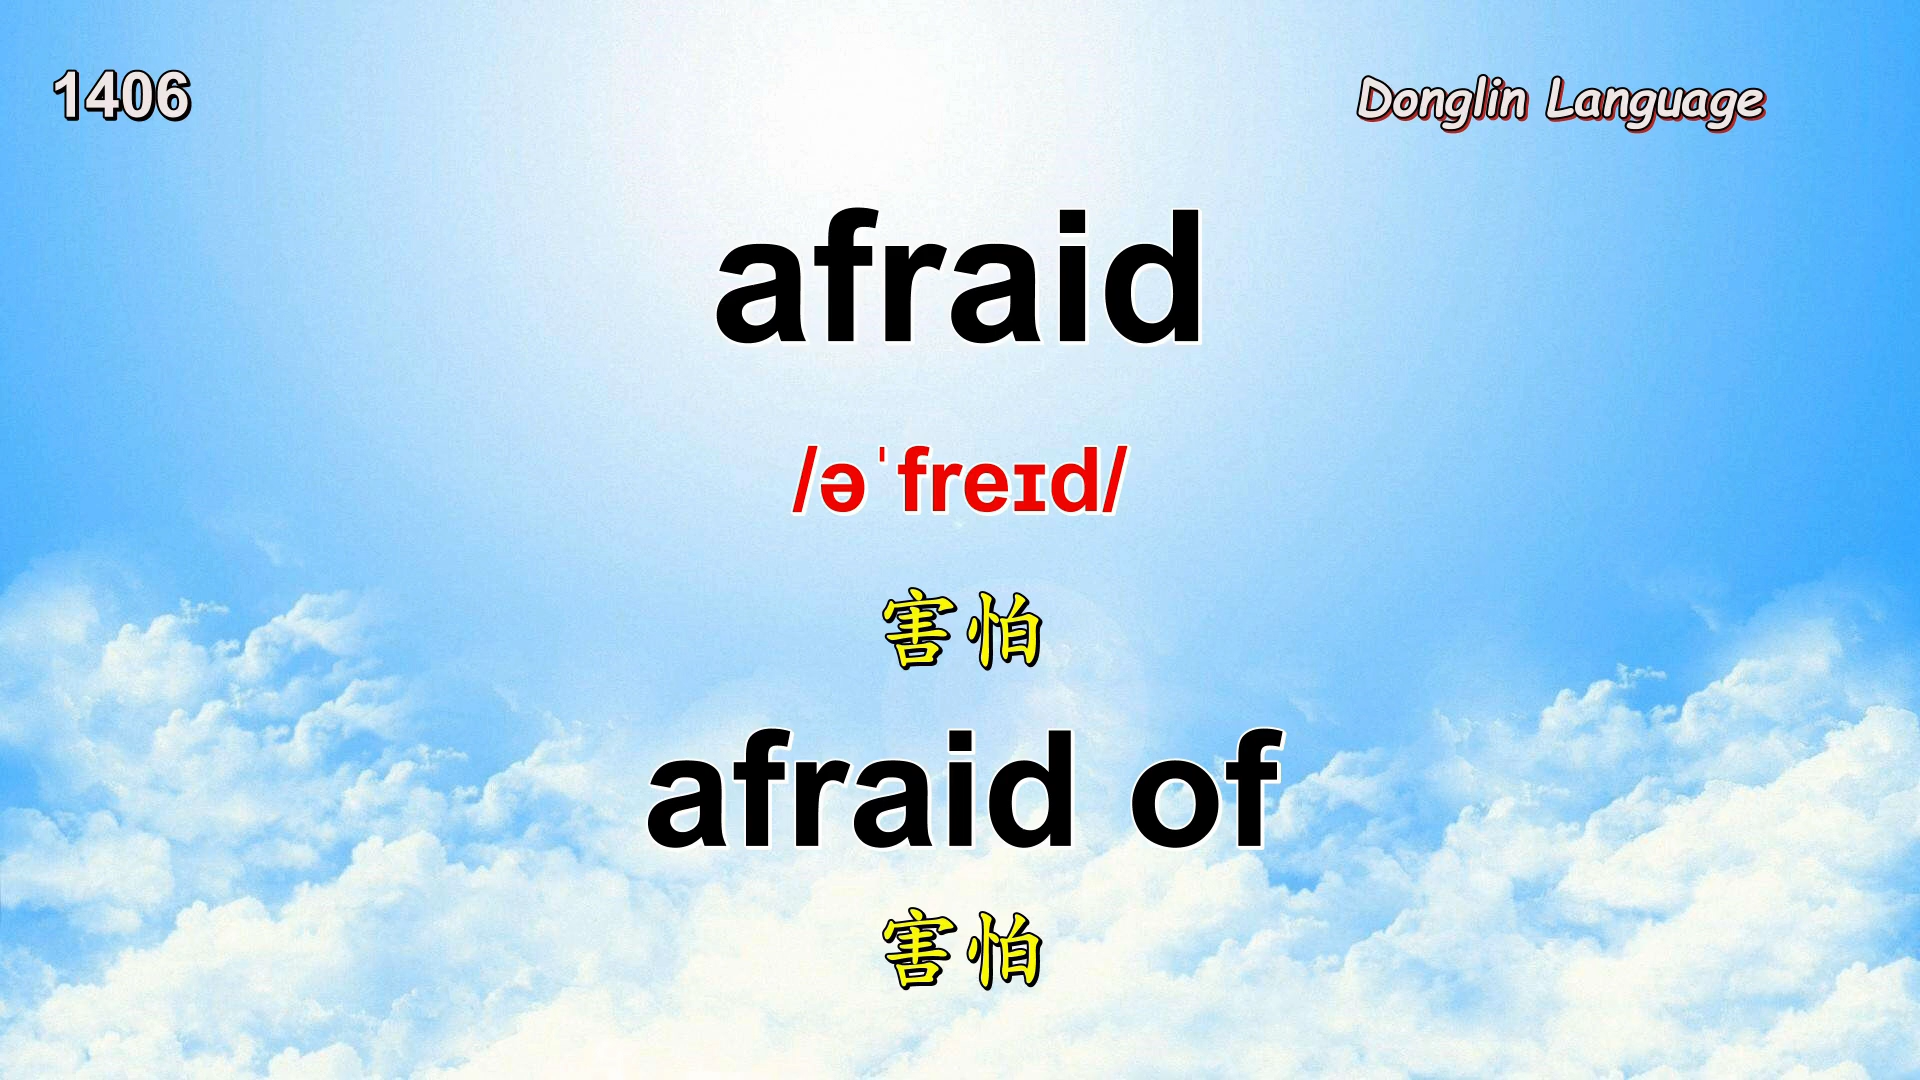 1406
Donglin Language
afraid
/əˈfreɪd/
害怕
afraid of
害怕